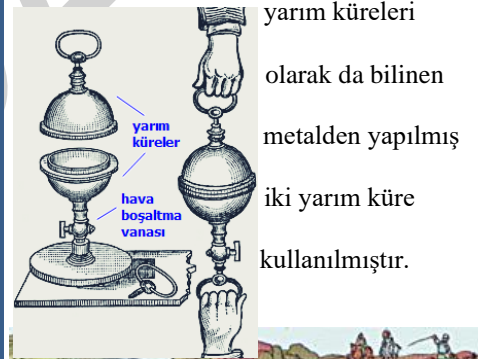 yarım küreleri
olarak da bilinen
metalden yapılmış
iki yarım küre
kullanılmıştır.
yarım
küreler
hava
boşaltma
vanası